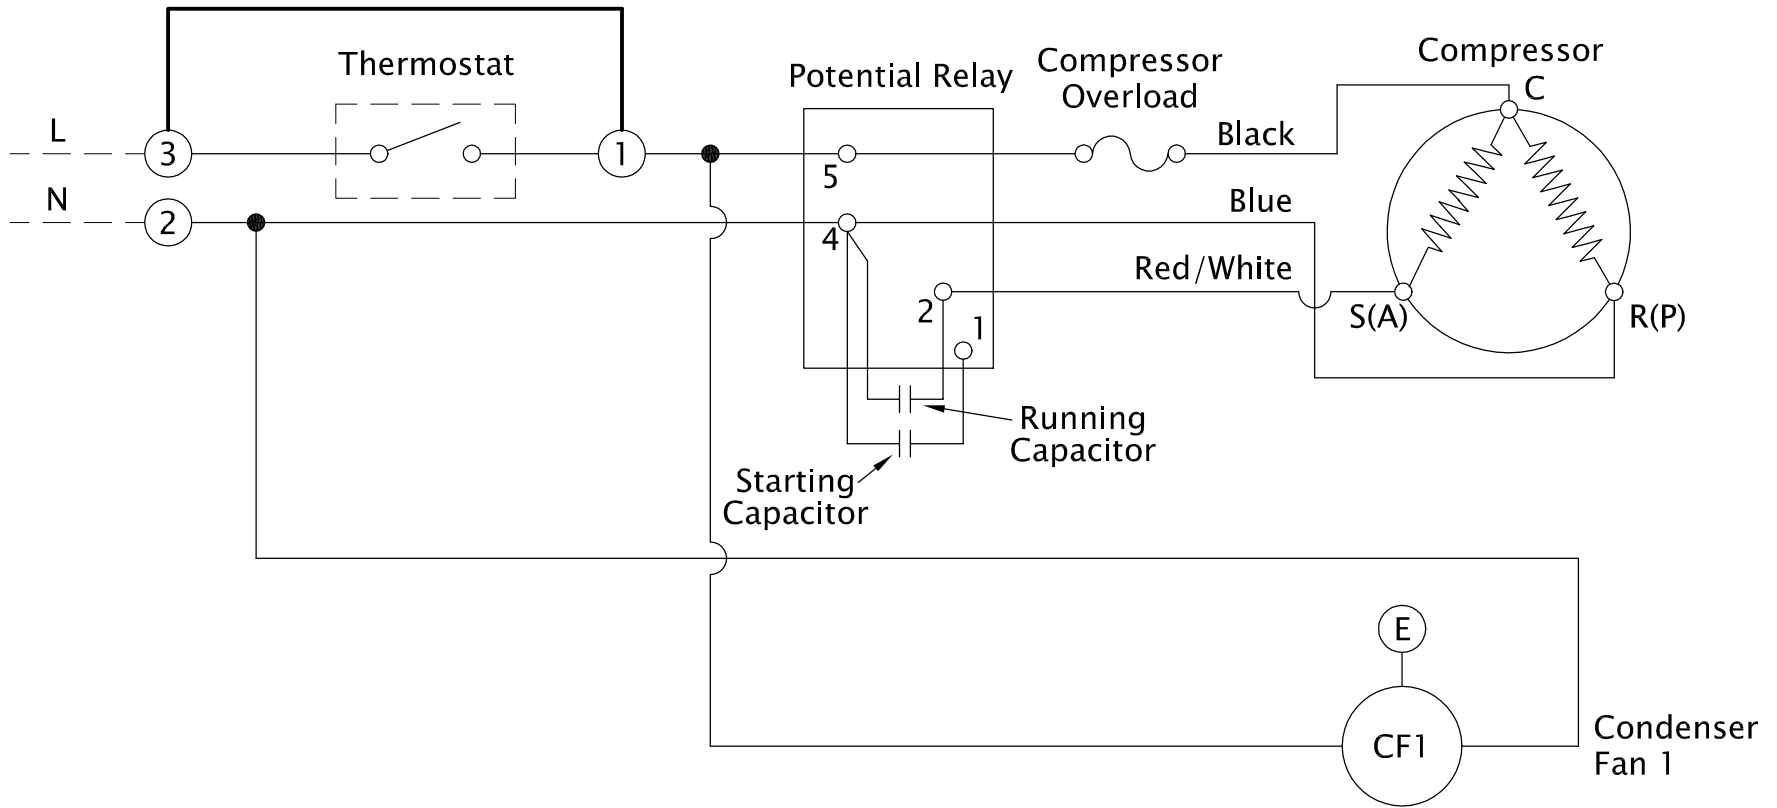 Thermostat
Potential Relay
Compressor
Overload
Compressor
C
L
3
1
5
Black
N
2
4
Blue
Red/White
2
1
S(A)
R(P)
Running
Capacitor
Starting
Capacitor
E
CF1
Condenser
Fan 1